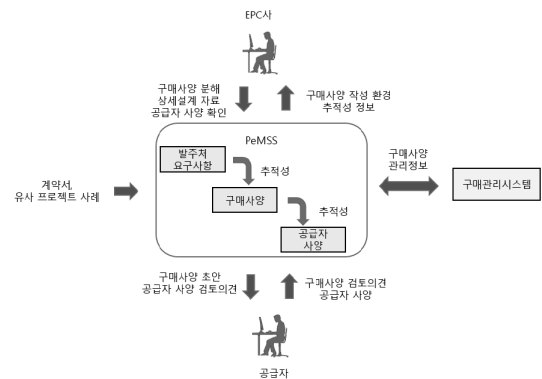 EPC사
구매사양 분해
상세설계 자료
공급자 사양 확인
구매사양 작성 환경
추적성 정보
PeMSS
발주처
요구사항
추적성
구매사양
추적성
공급자
사양
계약서,
유사 프로젝트 사례
구매사양
관리정보
구매관리시스템
구매사양 초안
공급자 사양 검토의견
구매사양 검토의견
공급자 사양
공급자